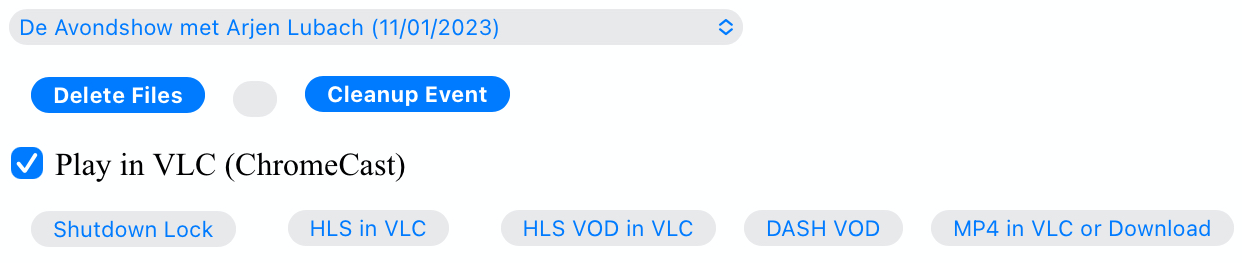 De Avondshow met Arjen Lubach (11/01/2023)
Delete Files Cleanup Event
Play in VLC (ChromeCast)
Shutdown Lock HLS in VLC HLS VOD in VLC DASH VOD MP4 in VLC or Download